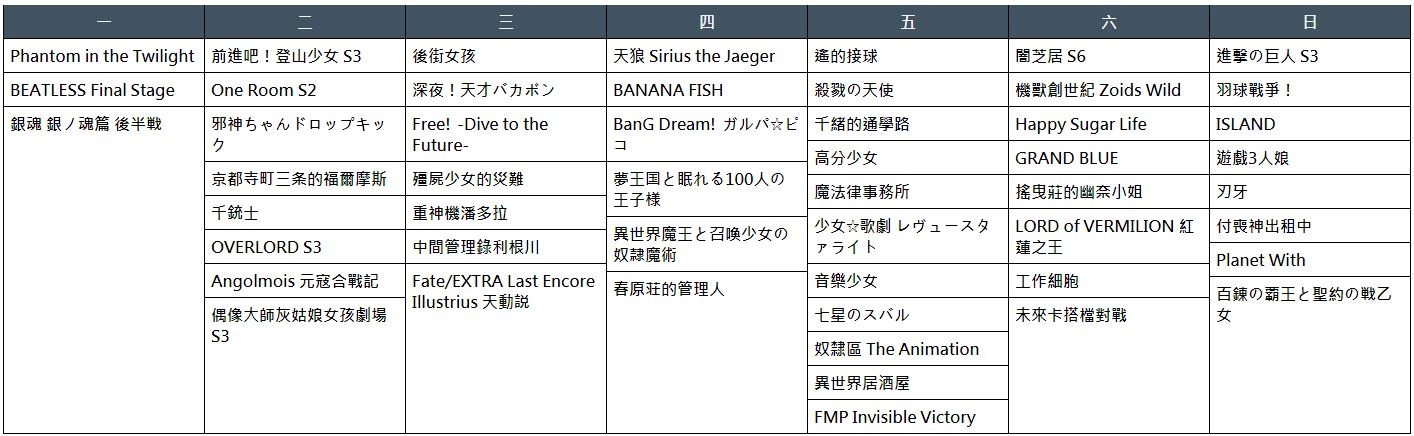 一
二
三
四
五
六
日
Phantom in the Twilight
BEATLESS Final Stage
銀魂 銀ノ魂篇 後半戦
前進吧！登山少女 S3
One Room S2
邪神ちゃんドロップキッ
ク
京都寺町三条的福爾摩斯
千銃士
OVERLORD S3
Angolmois 元寇合戰記
偶像大師灰姑娘女孩劇場
S3
後街女孩
深夜！天才バカボン
Free! -Dive to the
Future-
殭屍少女的災難
重神機潘多拉
中間管理錄利根川
Fate/EXTRA Last Encore
Illustrius 天動説
天狼 Sirius the Jaeger
BANANA FISH
BanG Dream! ガルパ☆ピ
コ
夢王国と眠れる100人の
王子様
異世界魔王と召喚少女の
奴隷魔術
春原荘的管理人
遙的接球
殺戮の天使
千緒的通學路
高分少女
魔法律事務所
少女☆歌劇 レヴュースタ
ァライト
音樂少女
七星のスバル
奴隸區 The Animation
異世界居酒屋
FMP Invisible Victory
闇芝居 S6
機獸創世紀 Zoids Wild
Happy Sugar Life
GRAND BLUE
搖曳莊的幽奈小姐
LORD of VERMILION 紅
蓮之王
工作細胞
未來卡搭檔對戰
進擊の巨人 S3
羽球戰爭！
ISLAND
遊戲3人娘
刃牙
付喪神出租中
Planet With
百錬の覇王と聖約の戦乙
女